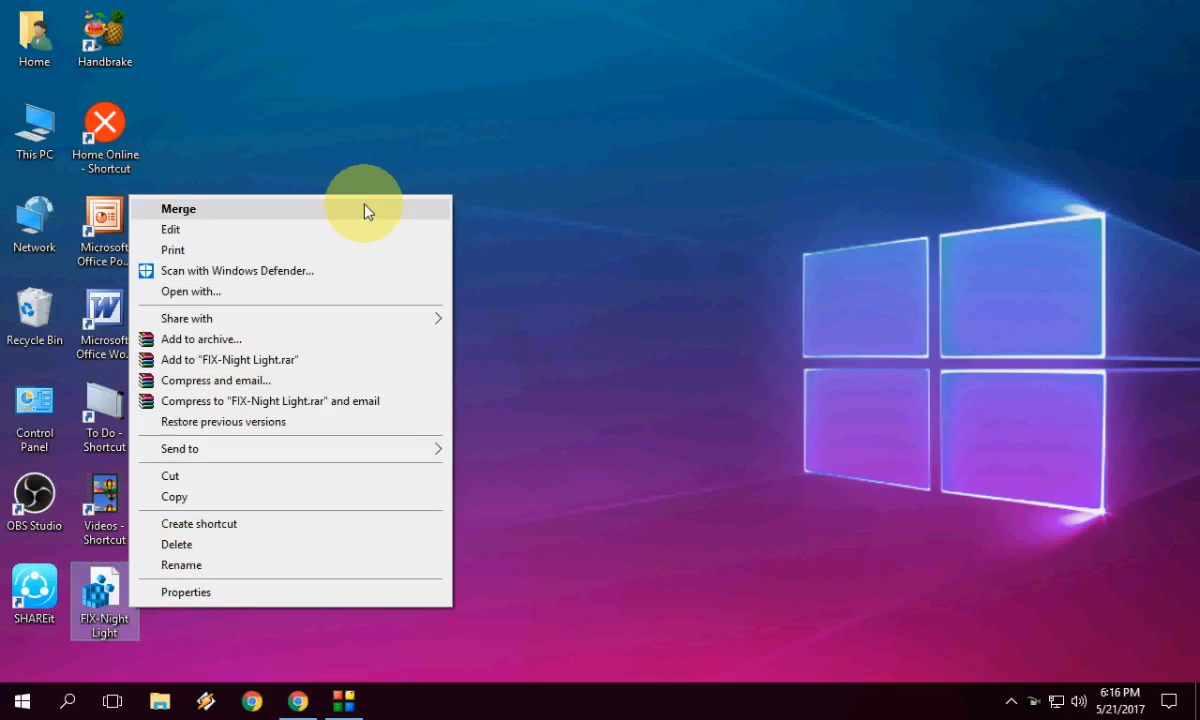 Home
Handbrake
This PC
Home Online
- Shortcut
Network
Microsoft
Office Po...
Recycle Bin
Microsoft
Office Wo...
Control
Panel
To Do -
Shortcut
OBS Studio
Videos -
Shortcut
SHAREit
FIX-Night
Light
Merge
Edit
Print
Scan with Windows Defender...
Open with...
Share with
Add to archive...
Add to "FIX-Night Light.rar"
Compress and email...
Compress to "FIX-Night Light.rar" and email
Restore previous versions
Send to
Cut
Copy
Create shortcut
Delete
Rename
Properties
6:16 PM
5/21/2017